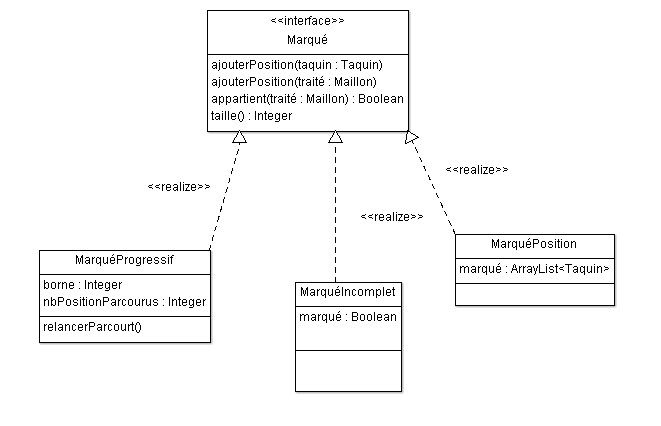 <<interface>>
Marqué
ajouterPosition(taquin : Taquin)
ajouterPosition(traité : Maillon)
appartient(traité : Maillon) : Boolean
taille() : Integer
<<realize>>
<<realize>>
<<realize>>
MarquéProgressif
borne : Integer
nbPositionParcourus : Integer
relancerParcourt()
MarquéIncomplet
marqué : Boolean
MarquéPosition
marqué : ArrayList<Taquin>